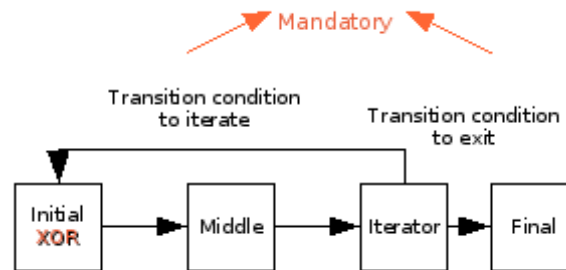 Mandatory
Transition condition
to iterate
Transition condition
to exit
Initial
XOR
Middle
Iterator
Final